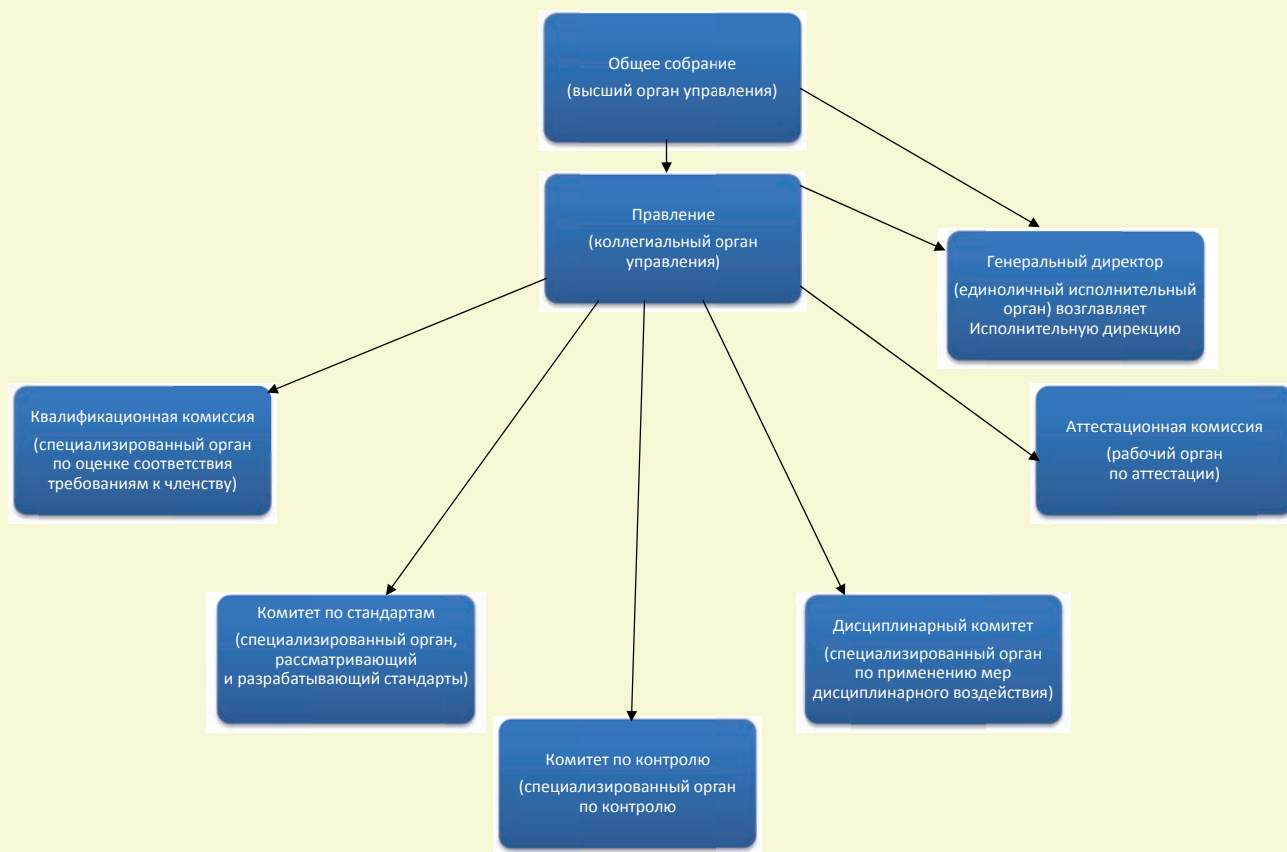 Общее собрание
(высший орган управления)
Правление
(коллегиальный орган
управления)
Генеральный директор
(единоличный исполнительный
орган) возглавляет
Исполнительную дирекцию
Квалификационная комиссия
(специализированный орган
по оценке соответствия
требованиям к членству)
Аттестационная комиссия
(рабочий орган
по аттестации)
Комитет по стандартам
(специализированный орган,
рассматривающий
и разрабатывающий стандарты)
Дисциплинарный комитет
(специализированный орган
по применению мер
дисциплинарного воздействия)
Комитет по контролю
(специализированный орган
по контролю